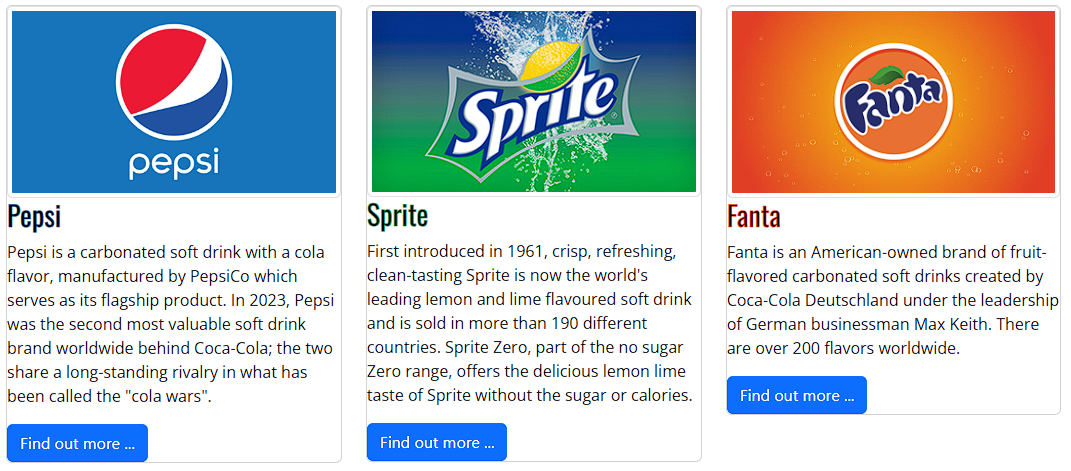 pepsi
Pepsi
Pepsi is a carbonated soft drink with a cola
flavor, manufactured by PepsiCo which
serves as its flagship product. In 2023, Pepsi
was the second most valuable soft drink
brand worldwide behind Coca-Cola; the two
share a long-standing rivalry in what has
been called the "cola wars".
Find out more ...
Sprite
®
Sprite
First introduced in 1961, crisp, refreshing,
clean-tasting Sprite is now the world's
leading lemon and lime flavoured soft drink
and is sold in more than 190 different
countries. Sprite Zero, part of the no sugar
Zero range, offers the delicious lemon lime
taste of Sprite without the sugar or calories.
Find out more ...
Fanta
Fanta
Fanta is an American-owned brand of fruit-
flavored carbonated soft drinks created by
Coca-Cola Deutschland under the leadership
of German businessman Max Keith. There
are over 200 flavors worldwide.
Find out more ...